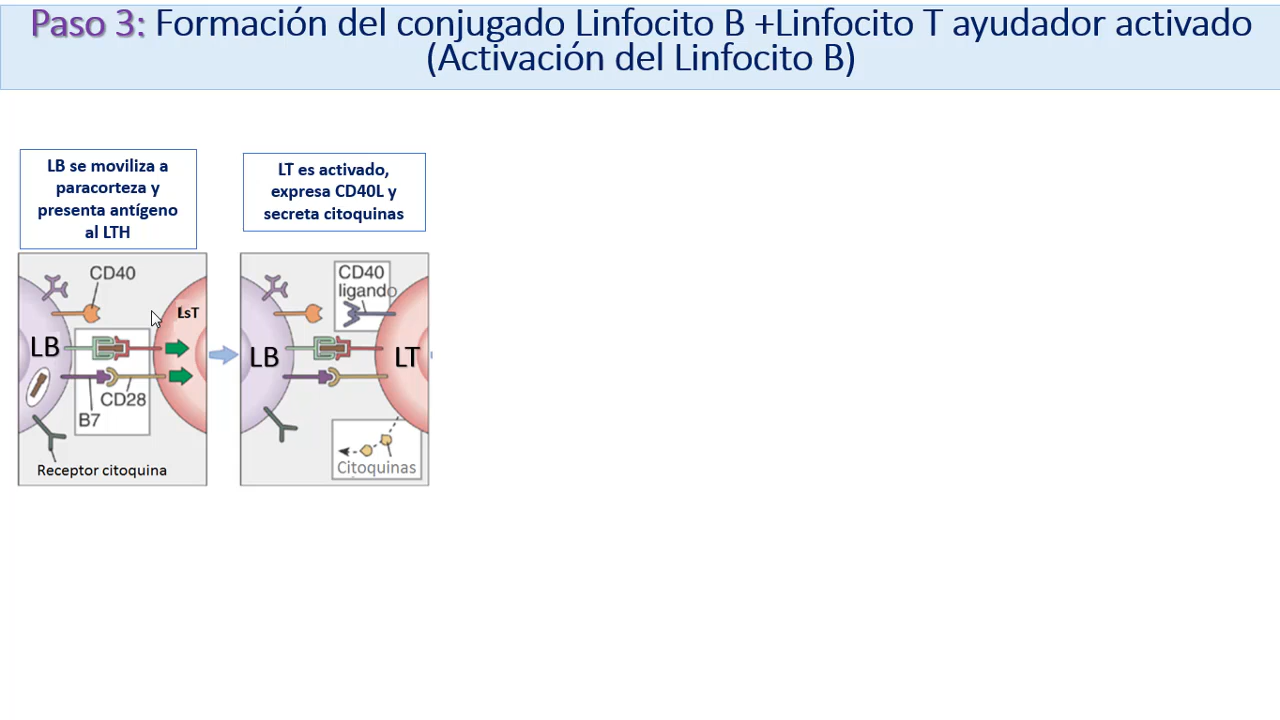 Paso 3: Formación del conjugado Linfocito B +Linfocito T ayudador activado
(Activación del Linfocito B)
LB se moviliza a
paracorteza y
presenta antígeno
al LTH
LT es activado,
expresa CD40L y
secreta citoquinas
CD40
LsT
LB
CD28
B7
Receptor citoquina
CD40
ligando
LB
LT
Citoquinas